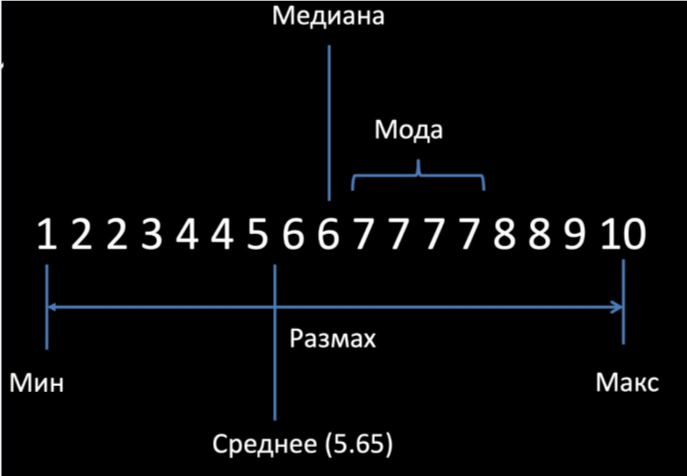 Медиана
Мода
1 2 2 3 4 4 5 6 6 7 7 7 7 8 8 9 10
Размах
Мин
Макс
Среднее (5.65)